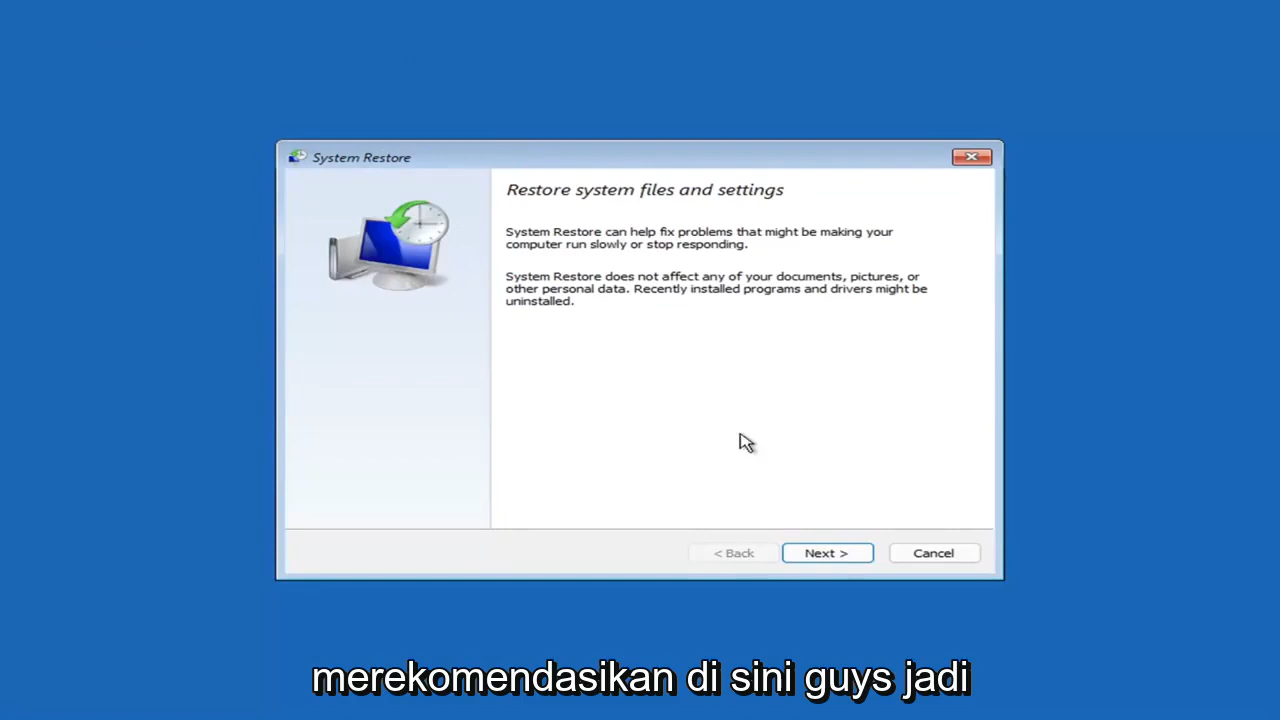 System Restore
Restore system files and settings
System Restore can help fix problems that might be making your
computer run slowly or stop responding.
System Restore does not affect any of your documents, pictures, or
other personal data. Recently installed programs and drivers might be
uninstalled.
< Back
Next >
Cancel
merekomendasikan di sini guys jadi